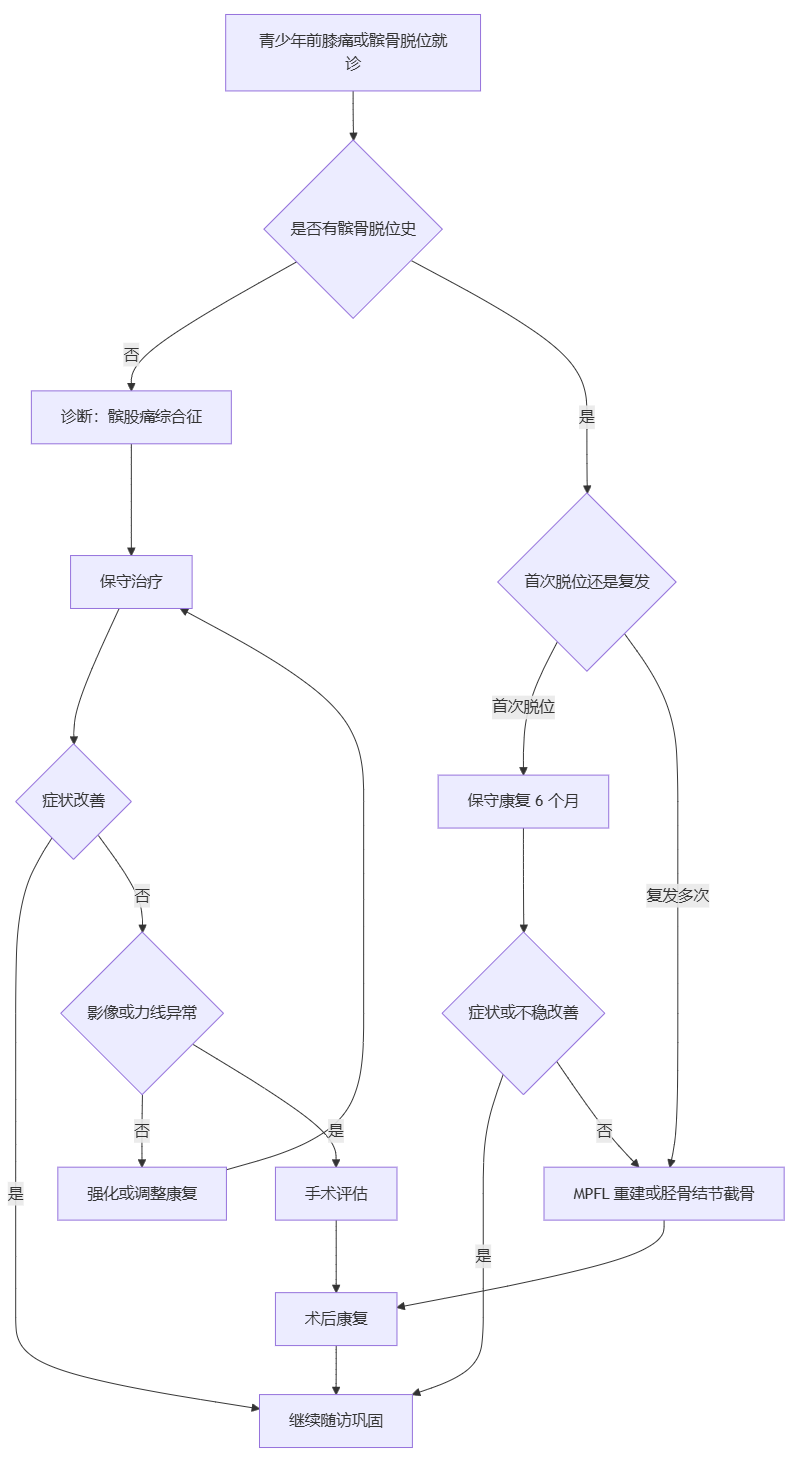 青少年前膝痛或髌骨脱位就
诊
是否有髌骨脱位史
否
是
诊断：髌股痛综合征
保守治疗
首次脱位还是复发
首次脱位
保守康复 6 个月
症状改善
否
复发多次
影像或力线异常
症状或不稳改善
否
是
否
是
强化或调整康复
手术评估
MPFL 重建或胫骨结节截骨
是
术后康复
继续随访巩固